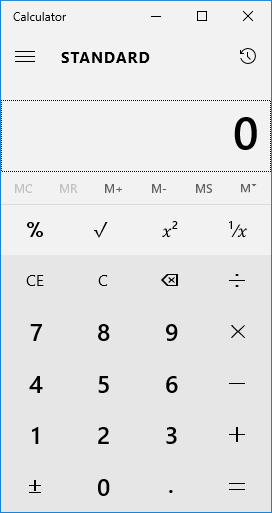 Calculator
STANDARD
0
MC MR M+ M- MS M˅
% √ x² ¹/x
CE C ⌫ ÷
7 8 9 ×
4 5 6 −
1 2 3 +
± 0 . =